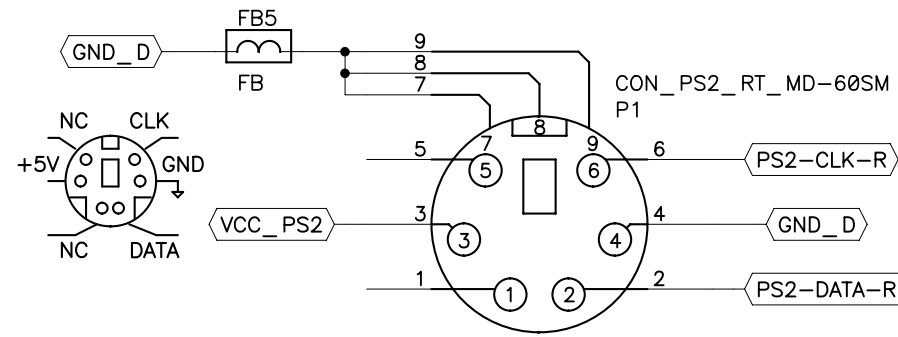 FB5
GND_D
FB
9
8
7
CON_PS2_RT_MD-60SM
P1
NC CLK
+5V GND
NC DATA
7 8 9
5 5 6 6 PS2-CLK-R
VCC_PS2 3 3 4 4 GND_D
1 1 2 2 PS2-DATA-R